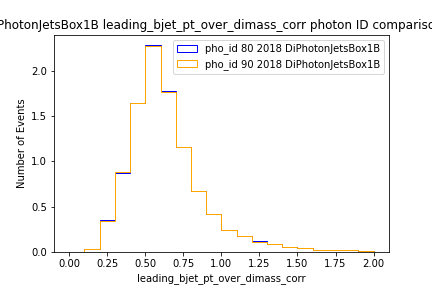 PhotonJetsBox1B leading_bjet_pt_over_dimass_corr photon ID comparisc
pho_id 80 2018 DiPhotonJetsBox1B
pho_id 90 2018 DiPhotonJetsBox1B
Number of Events
2.0
1.5
1.0
0.5
0.0
0.00 0.25 0.50 0.75 1.00 1.25 1.50 1.75 2.00
leading_bjet_pt_over_dimass_corr